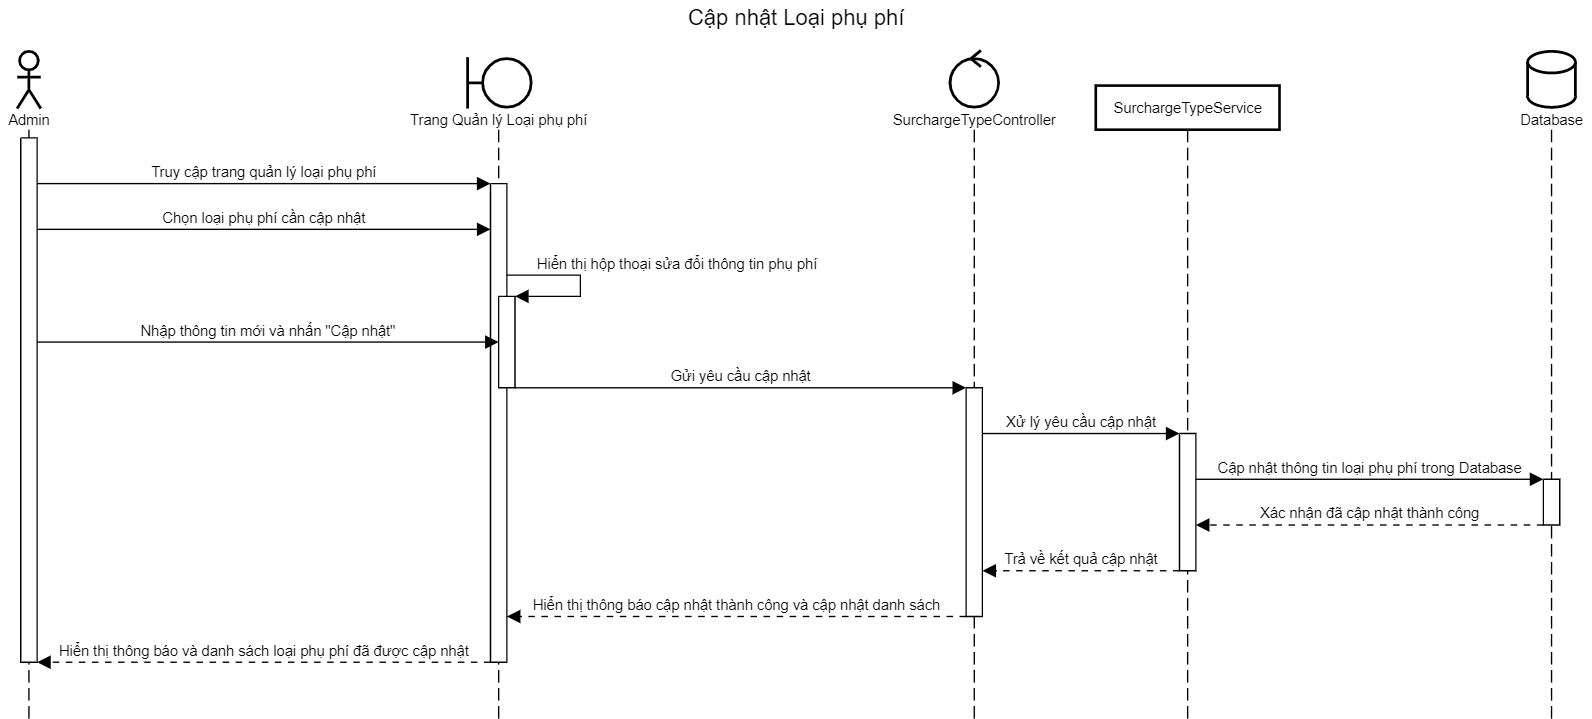 Cập nhật Loại phụ phí
Admin
Trang Quản lý Loại phụ phí
SurchargeTypeController
SurchargeTypeService
Database
Truy cập trang quản lý loại phụ phí
Chọn loại phụ phí cần cập nhật
Hiển thị hộp thoại sửa đổi thông tin phụ phí
Nhập thông tin mới và nhấn "Cập nhật"
Gửi yêu cầu cập nhật
Xử lý yêu cầu cập nhật
Cập nhật thông tin loại phụ phí trong Database
Xác nhận đã cập nhật thành công
Trả về kết quả cập nhật
Hiển thị thông báo cập nhật thành công và cập nhật danh sách
Hiển thị thông báo và danh sách loại phụ phí đã được cập nhật